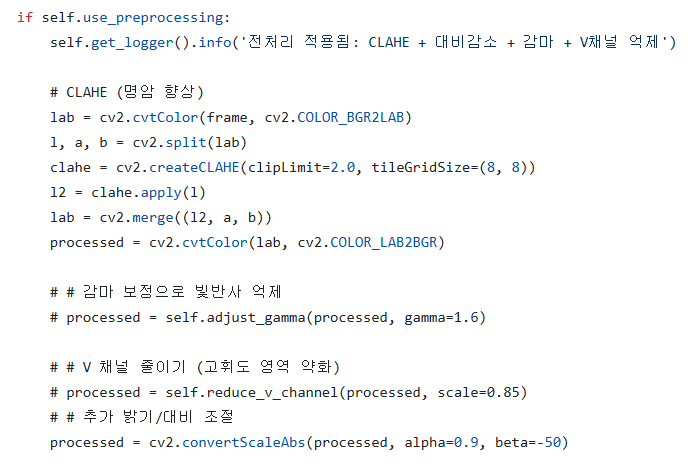 if self.use_preprocessing:
    self.get_logger().info('전처리 적용됨: CLAHE + 대비감소 + 감마 + V채널 억제')

    # CLAHE (명암 향상)
    lab = cv2.cvtColor(frame, cv2.COLOR_BGR2LAB)
    l, a, b = cv2.split(lab)
    clahe = cv2.createCLAHE(clipLimit=2.0, tileGridSize=(8, 8))
    l2 = clahe.apply(l)
    lab = cv2.merge((l2, a, b))
    processed = cv2.cvtColor(lab, cv2.COLOR_LAB2BGR)

    # # 감마 보정으로 빛반사 억제
    # processed = self.adjust_gamma(processed, gamma=1.6)

    # # V 채널 줄이기 (고휘도 영역 약화)
    # processed = self.reduce_v_channel(processed, scale=0.85)
    # # 추가 밝기/대비 조절
    processed = cv2.convertScaleAbs(processed, alpha=0.9, beta=-50)